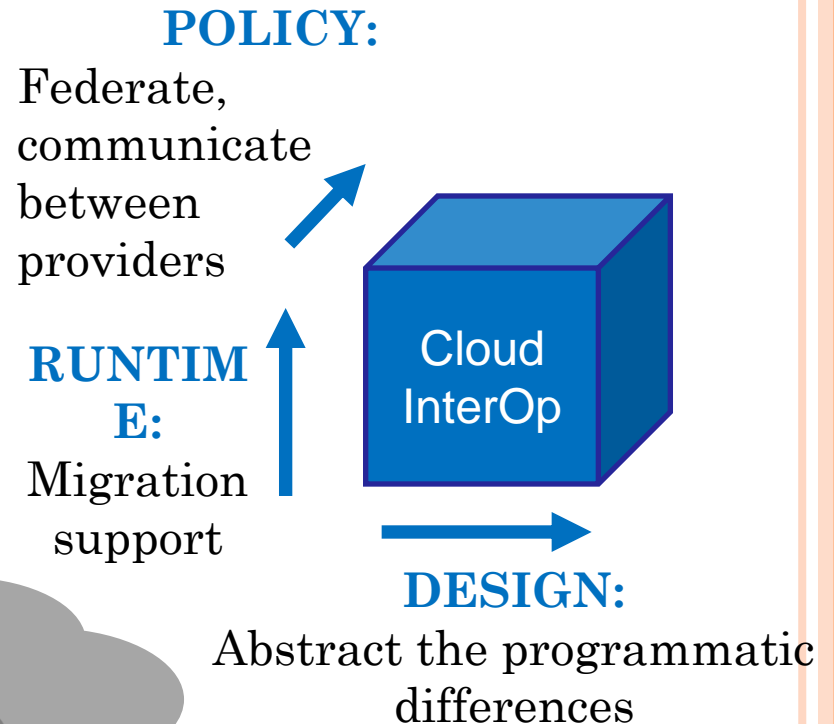 POLICY:
Federate,
communicate
between
providers
RUNTIM
E:
Migration
support
Cloud
InterOp
DESIGN:
Abstract the programmatic
differences